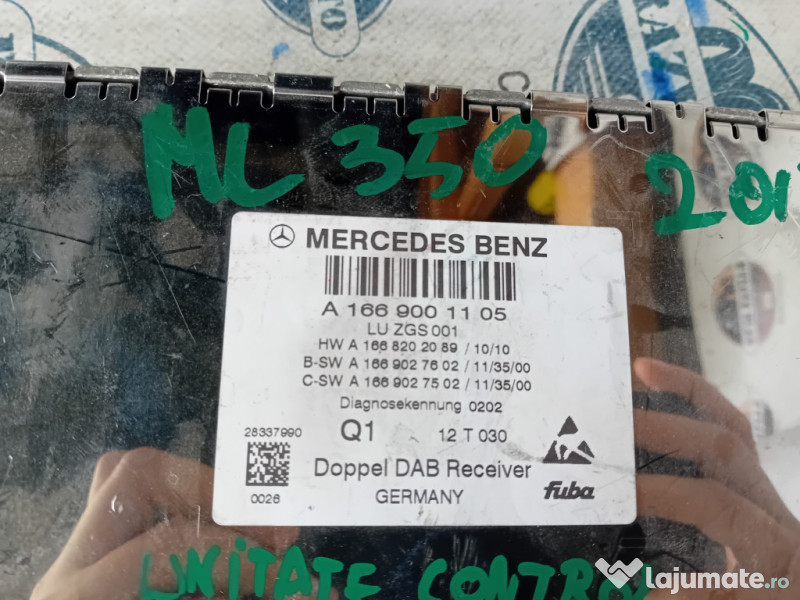 ML 350
MERCEDES BENZ
A 166 900 11 05
LU ZGS 001
HW A 166 820 20 89 / 10/10
B-SW A 166 902 76 02 / 11/35/00
C-SW A 166 902 75 02 / 11/35/00
Diagnosekennung 0202
28337990
Q1
12 T 030
0026
Doppel DAB Receiver
GERMANY
fuba
UNITATE CONTROL
lajumate.ro